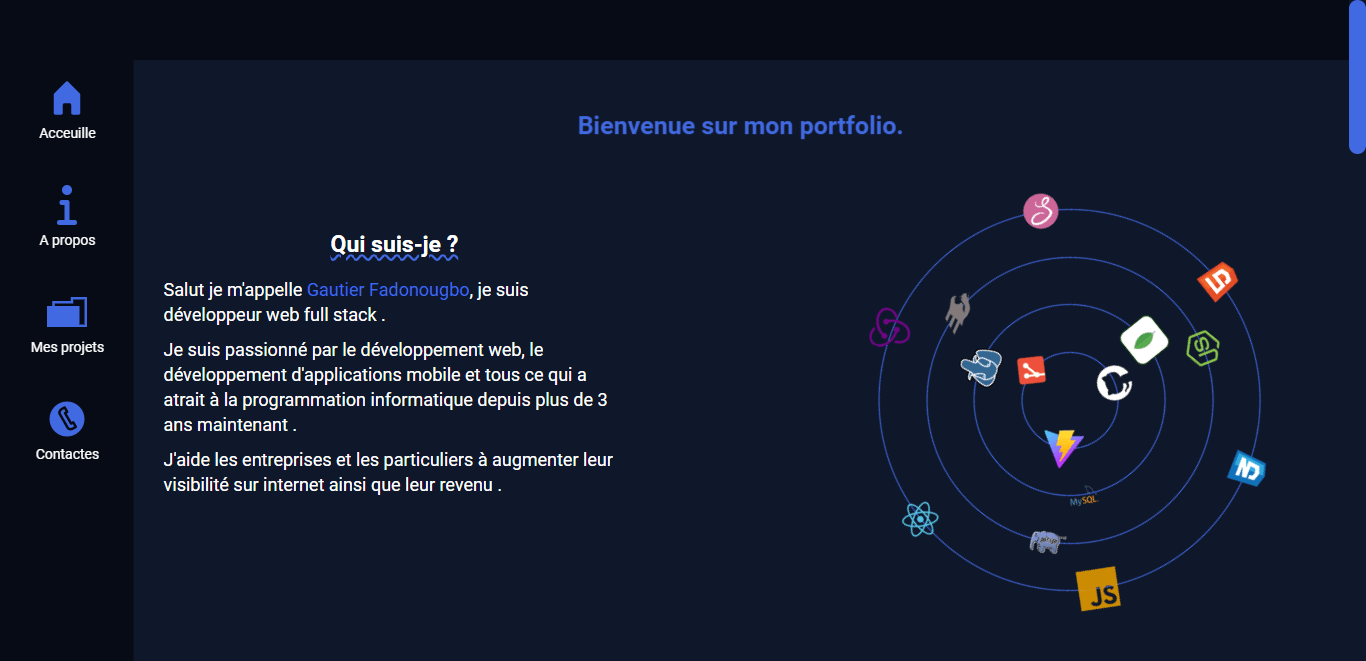 Bienvenue sur mon portfolio.
Acceuille
A propos
Mes projets
Contactes
Qui suis-je ?
Salut je m'appelle Gautier Fadonougbo, je suis
développeur web full stack .
Je suis passionné par le développement web, le
développement d'applications mobile et tous ce qui a
atrait à la programmation informatique depuis plus de 3
ans maintenant .
J'aide les entreprises et les particuliers à augmenter leur
visibilité sur internet ainsi que leur revenu .
MySQL
JS